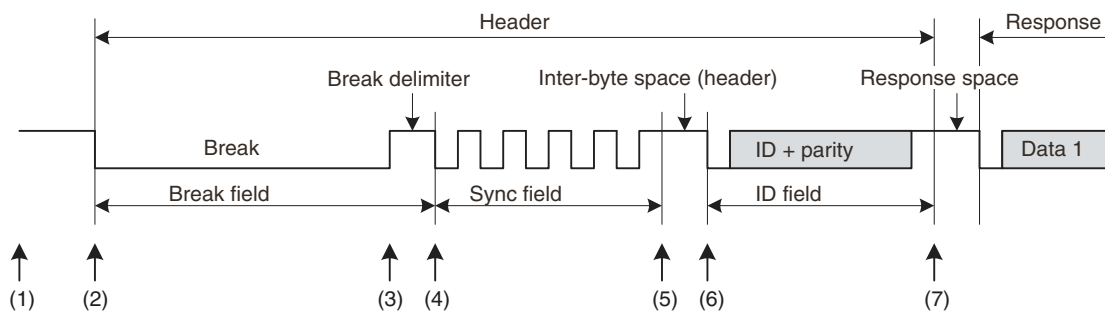 Header
Response
Break delimiter
Inter-byte space (header)
Response space
Break
ID + parity
Data 1
Break field
Sync field
ID field
(1)
(2)
(3)
(4)
(5)
(6)
(7)